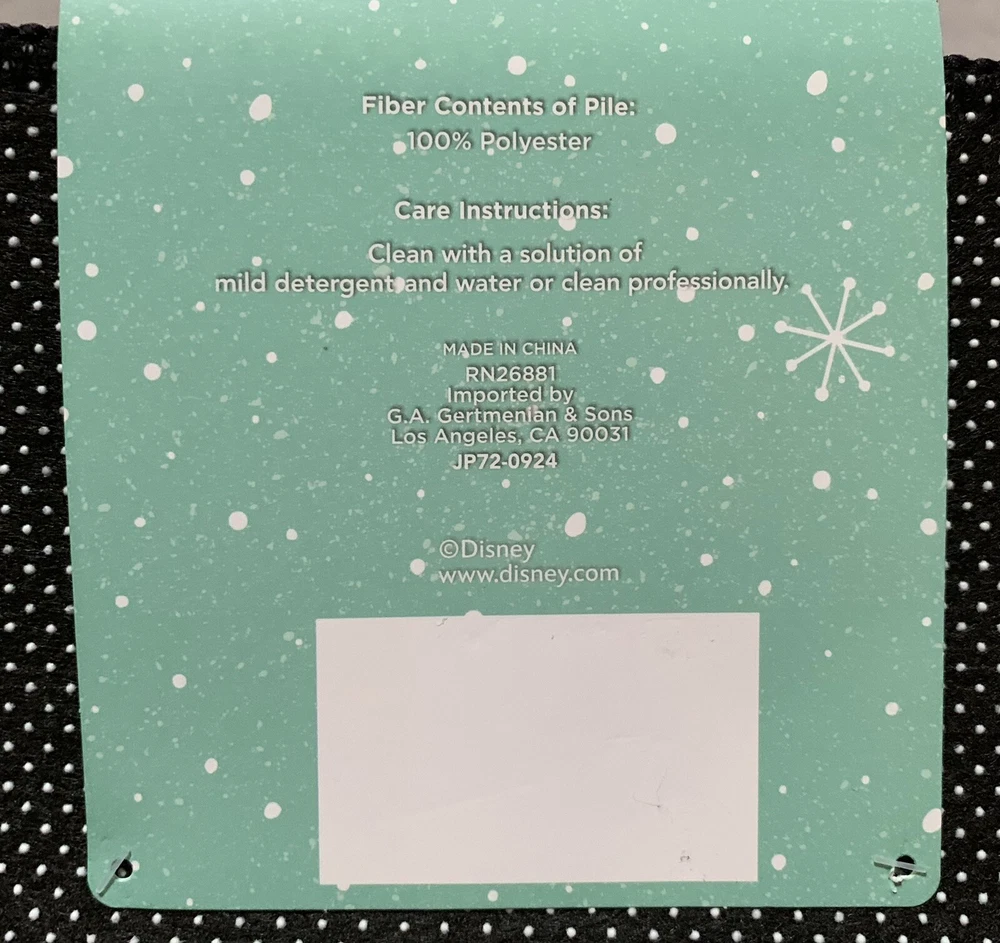 Fiber Contents of Pile:
100% Polyester
Care Instructions:
Clean with a solution of
mild detergent and water or clean professionally.
MADE IN CHINA
RN26881
Imported by
G.A. Gertmenian & Sons
Los Angeles, CA 90031
JP72-0924
©Disney
www.disney.com